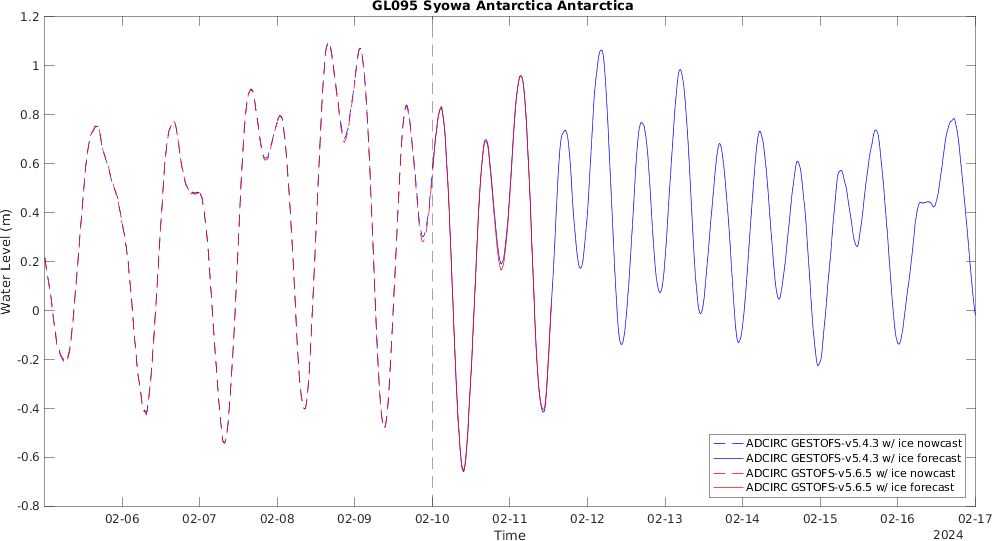 GL095 Syowa Antarctica Antarctica
1.2
1
0.8
0.6
0.4
0.2
0
-0.2
-0.4
-0.6
-0.8
Water Level (m)
ADCIRC GESTOFS-v5.4.3 w/ ice nowcast
ADCIRC GESTOFS-v5.4.3 w/ ice forecast
ADCIRC GSTOFS-v5.6.5 w/ ice nowcast
ADCIRC GSTOFS-v5.6.5 w/ ice forecast
02-06 02-07 02-08 02-09 02-10 02-11 02-12 02-13 02-14 02-15 02-16 02-17
Time
2024